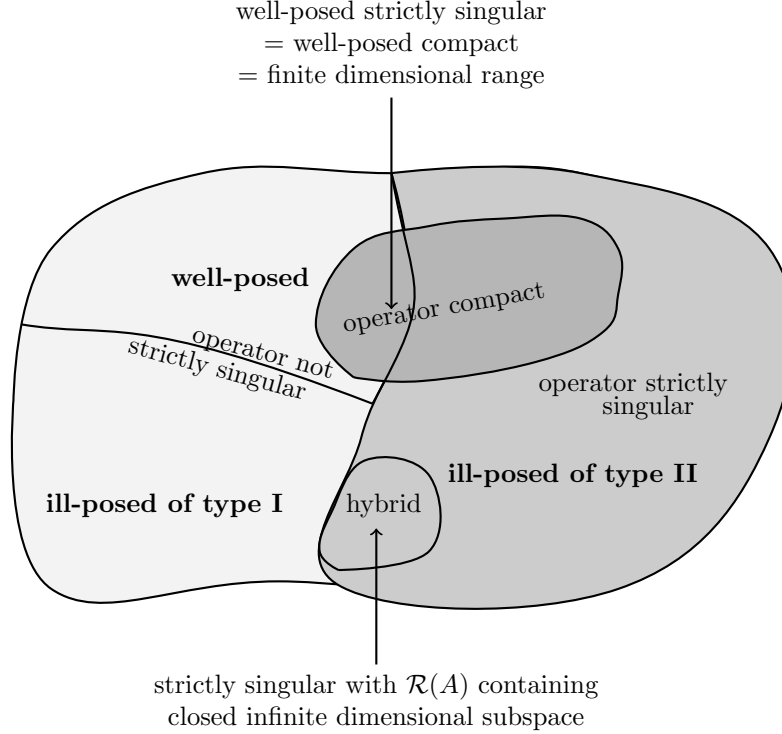 well-posed strictly singular
= well-posed compact
= finite dimensional range
well-posed
operator compact
operator not
strictly singular
operator strictly
singular
ill-posed of type II
ill-posed of type I
hybrid
strictly singular with $\mathcal{R}(A)$ containing
closed infinite dimensional subspace